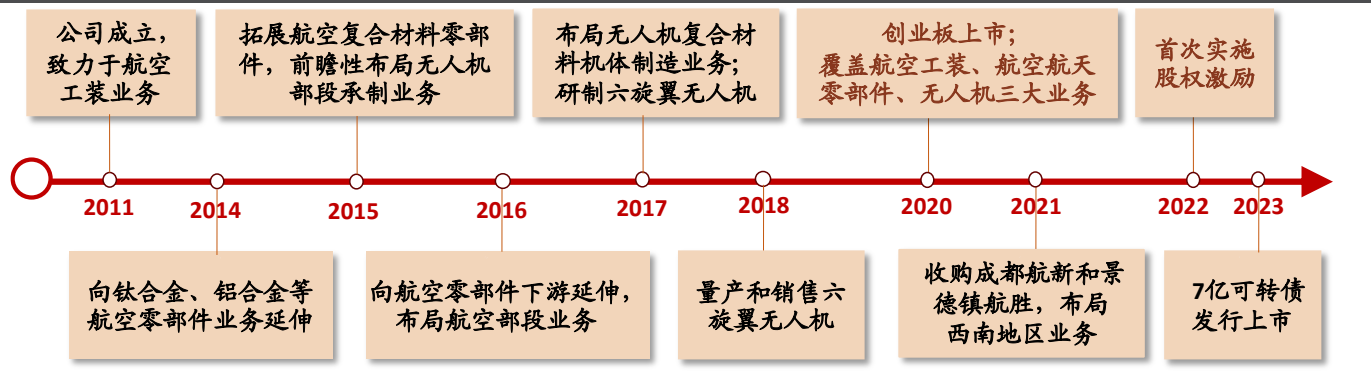 公司成立，
致力于航空
工装业务
拓展航空复合材料零部
件，前瞻性布局无人机
部段承制业务
布局无人机复合材
料机体制造业务；
研制六旋翼无人机
创业板上市；
覆盖航空工装、航空航天
零部件、无人机三大业务
首次实施
股权激励
2011
2014
2015
2016
2017
2018
2020
2021
2022
2023
向钛合金、铝合金等
航空零部件业务延伸
向航空零部件下游延伸，
布局航空部段业务
量产和销售六
旋翼无人机
收购成都航新和景
德镇航胜，布局
西南地区业务
7亿可转债
发行上市